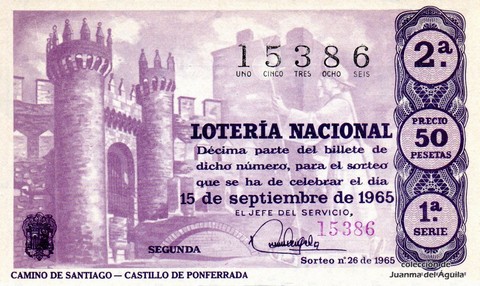 15386
UNO CINCO TRES OCHO SEIS
2.ª
LOTERÍA NACIONAL
Décima parte del billete de
dicho número, para el sorteo
que se ha de celebrar el día
15 de septiembre de 1965
EL JEFE DEL SERVICIO,
15386
PRECIO
50
PESETAS
1.ª
SERIE
SEGUNDA
Sorteo nº 26 de 1965
CAMINO DE SANTIAGO — CASTILLO DE PONFERRADA
colección de
Juanma del Águila